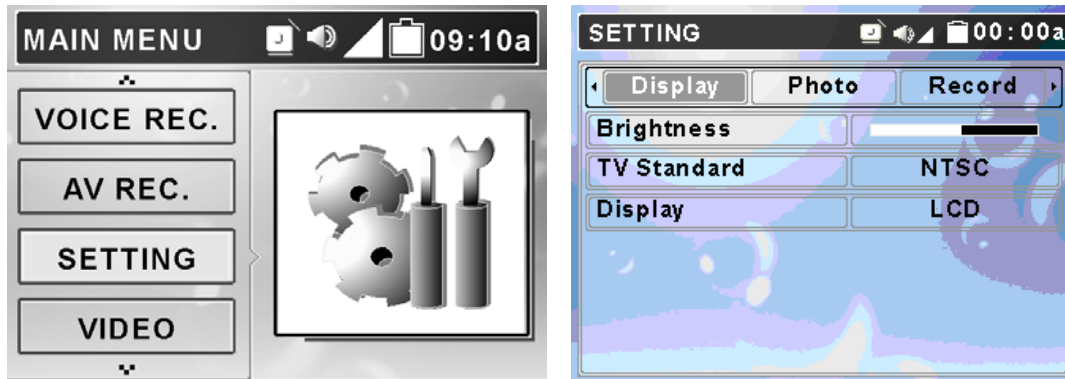 MAIN MENU 09:10a
VOICE REC.
AV REC.
SETTING
VIDEO
SETTING 00:00a
Display Photo Record
Brightness
TV Standard NTSC
Display LCD